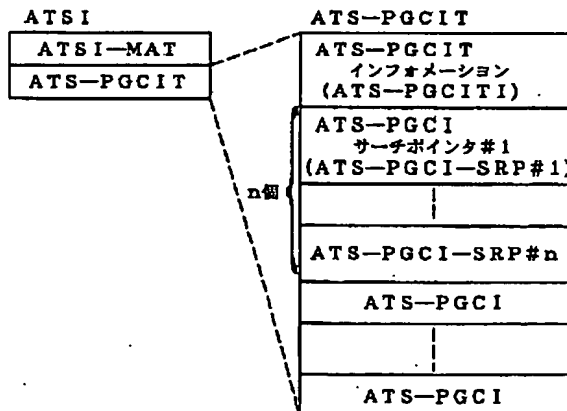 ATSI
ATSI—MAT
ATS—PGCIT
ATS—PGCIT
ATS—PGCIT
インフォメーション
(ATS—PGCITI)
ATS—PGCI
サーチポインタ#1
(ATS—PGCI—SRP#1)
n個
ATS—PGCI—SRP#n
ATS—PGCI
ATS—PGCI